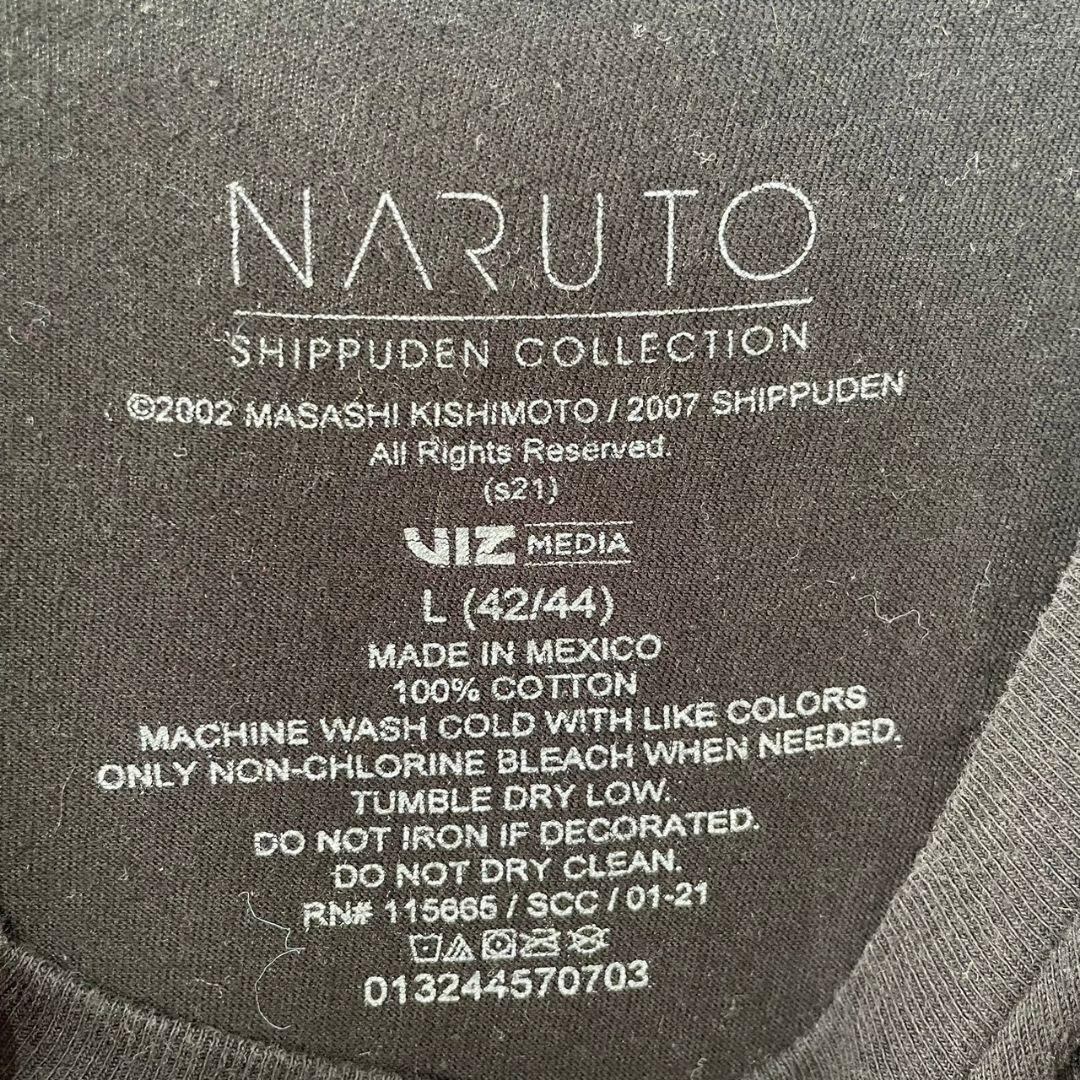 NARUTO
SHIPPUDEN COLLECTION
©2002 MASASHI KISHIMOTO / 2007 SHIPPUDEN
All Rights Reserved.
(s21)
VIZ MEDIA
L (42/44)
MADE IN MEXICO
100% COTTON
MACHINE WASH COLD WITH LIKE COLORS
ONLY NON-CHLORINE BLEACH WHEN NEEDED.
TUMBLE DRY LOW.
DO NOT IRON IF DECORATED.
DO NOT DRY CLEAN.
RN# 115665 / SCC / 01-21
013244570703